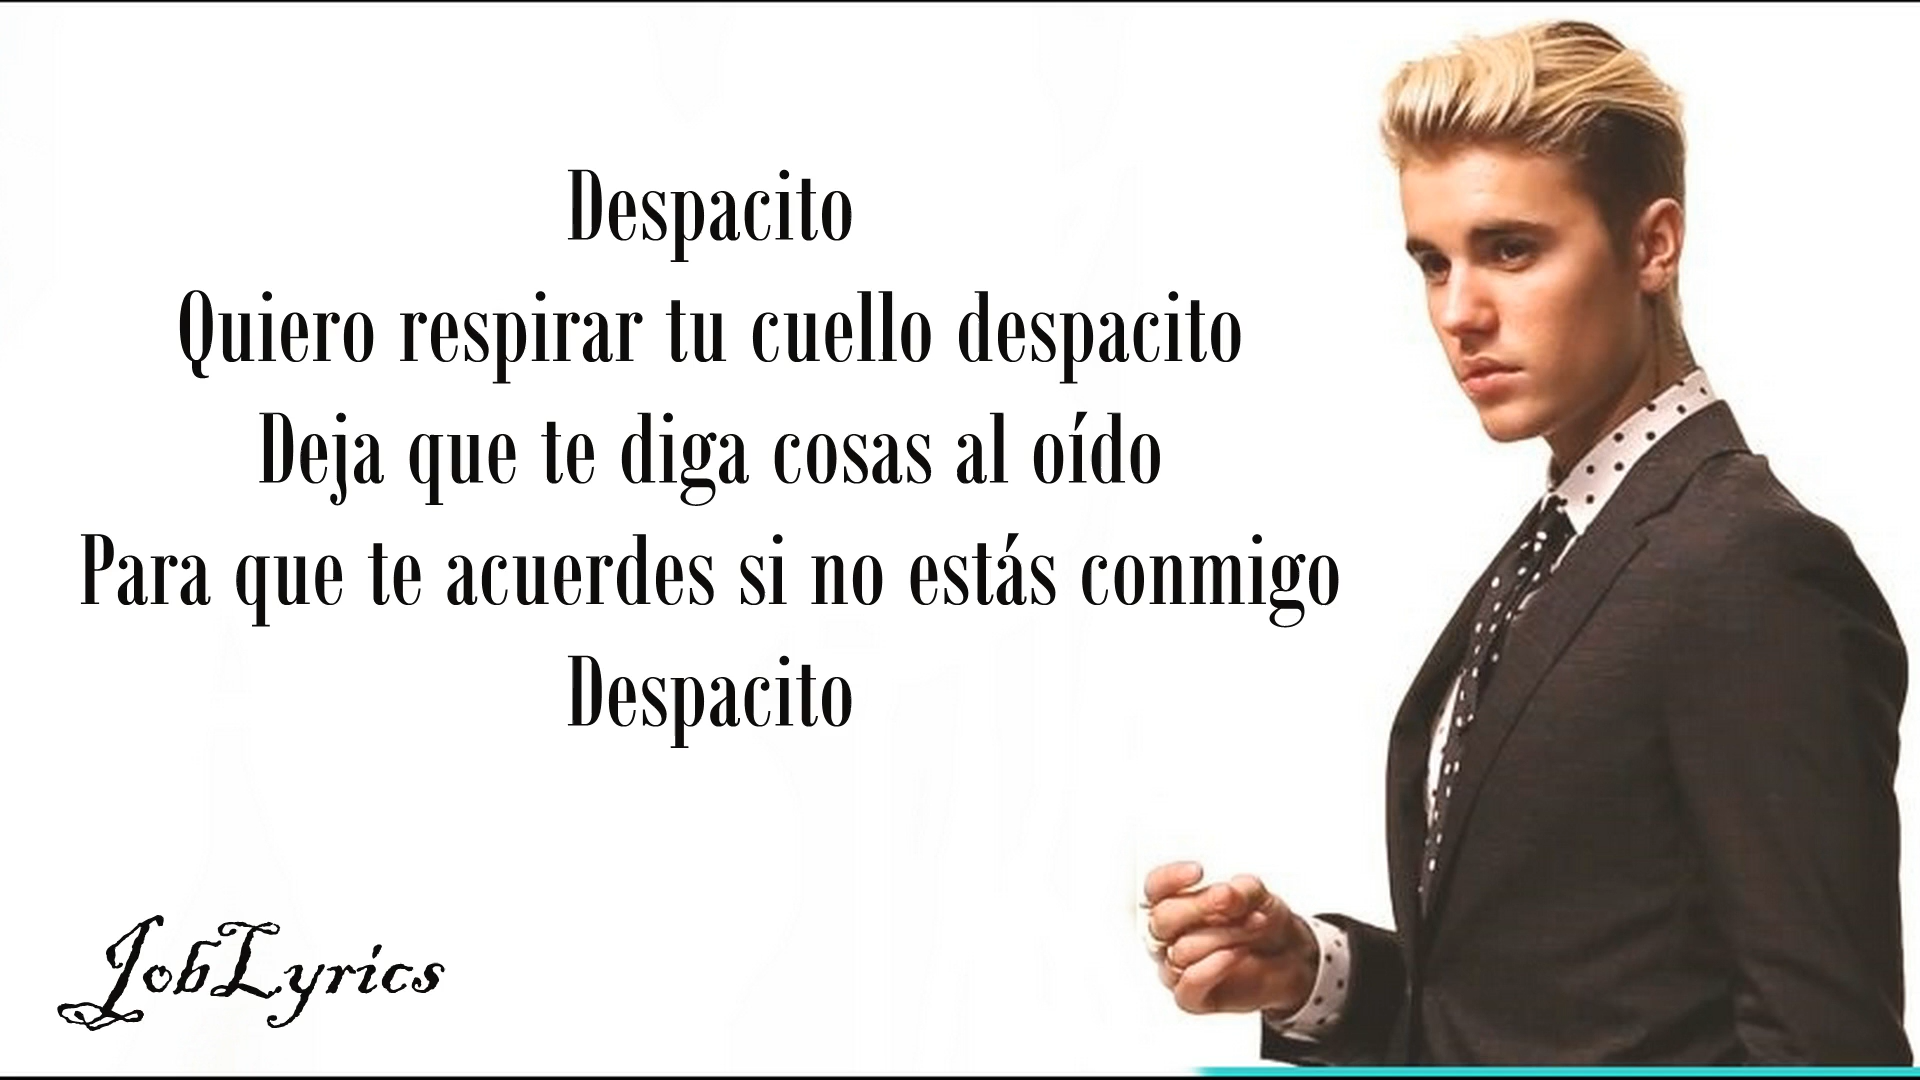 Despacito
Quiero respirar tu cuello despacito
Deja que te diga cosas al oído
Para que te acuerdes si no estás conmigo
Despacito
JobLyrics